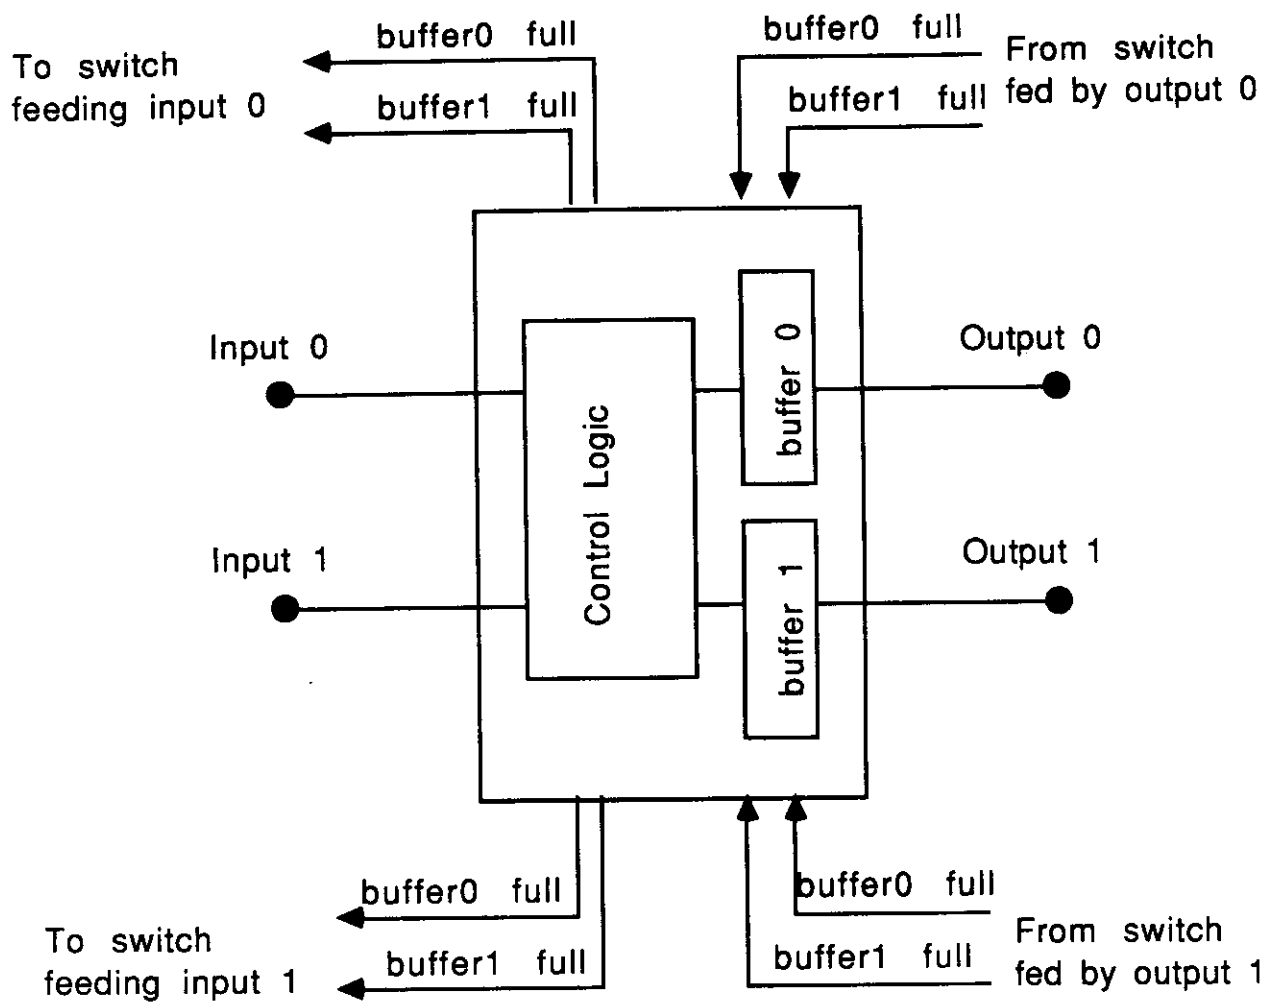 buffer0 full
buffer0 full
To switch
feeding input 0
From switch
fed by output 0
buffer1 full
buffer1 full
Input 0
Output 0
buffer 0
Control Logic
Input 1
Output 1
buffer 1
buffer0 full
buffer0 full
To switch
feeding input 1
From switch
fed by output 1
buffer1 full
buffer1 full